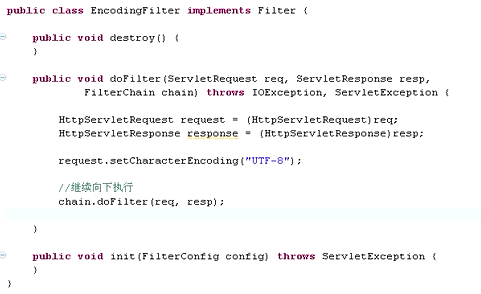 public class EncodingFilter implements Filter {
public void destroy() {
}
public void doFilter(ServletRequest req, ServletResponse resp,
FilterChain chain) throws IOException, ServletException {
HttpServletRequest request = (HttpServletRequest)req;
HttpServletResponse response = (HttpServletResponse)resp;
request.setCharacterEncoding("UTF-8");
//继续向下执行
chain.doFilter(req, resp);
}
public void init(FilterConfig config) throws ServletException {
}
}